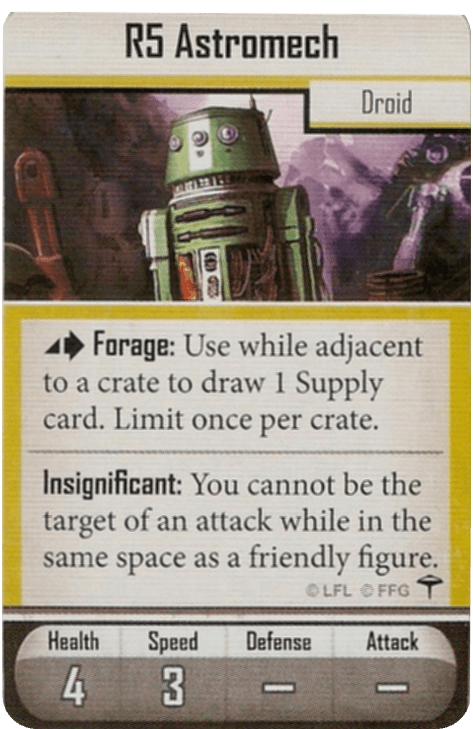 R5 Astromech
Droid
Forage: Use while adjacent
to a crate to draw 1 Supply
card. Limit once per crate.
Insignificant: You cannot be the
target of an attack while in the
same space as a friendly figure.
© LFL © FFG
Health Speed Defense Attack
4 3 — —